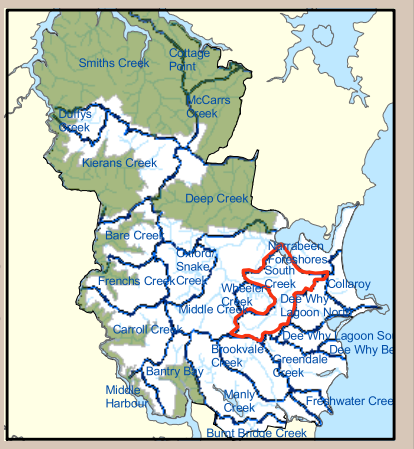 Cottage
Point
Smiths Creek
McCarrs
Creek
Duffys
Creek
Kierans Creek
Deep Creek
Bare Creek
Narrabeen
Foreshores
Oxford
Snake
Creek
South
Creek
Frenchs Creek
Wheeler
Creek
Collaroy
Dee Why
Lagoon North
Middle Creek
Carroll Creek
Dee Why Lagoon Sou
Dee Why Be
Brookvale
Creek
Greendale
Creek
Bantry Bay
Middle
Harbour
Manly
Creek
Freshwater Cree
Burnt Bridge Creek